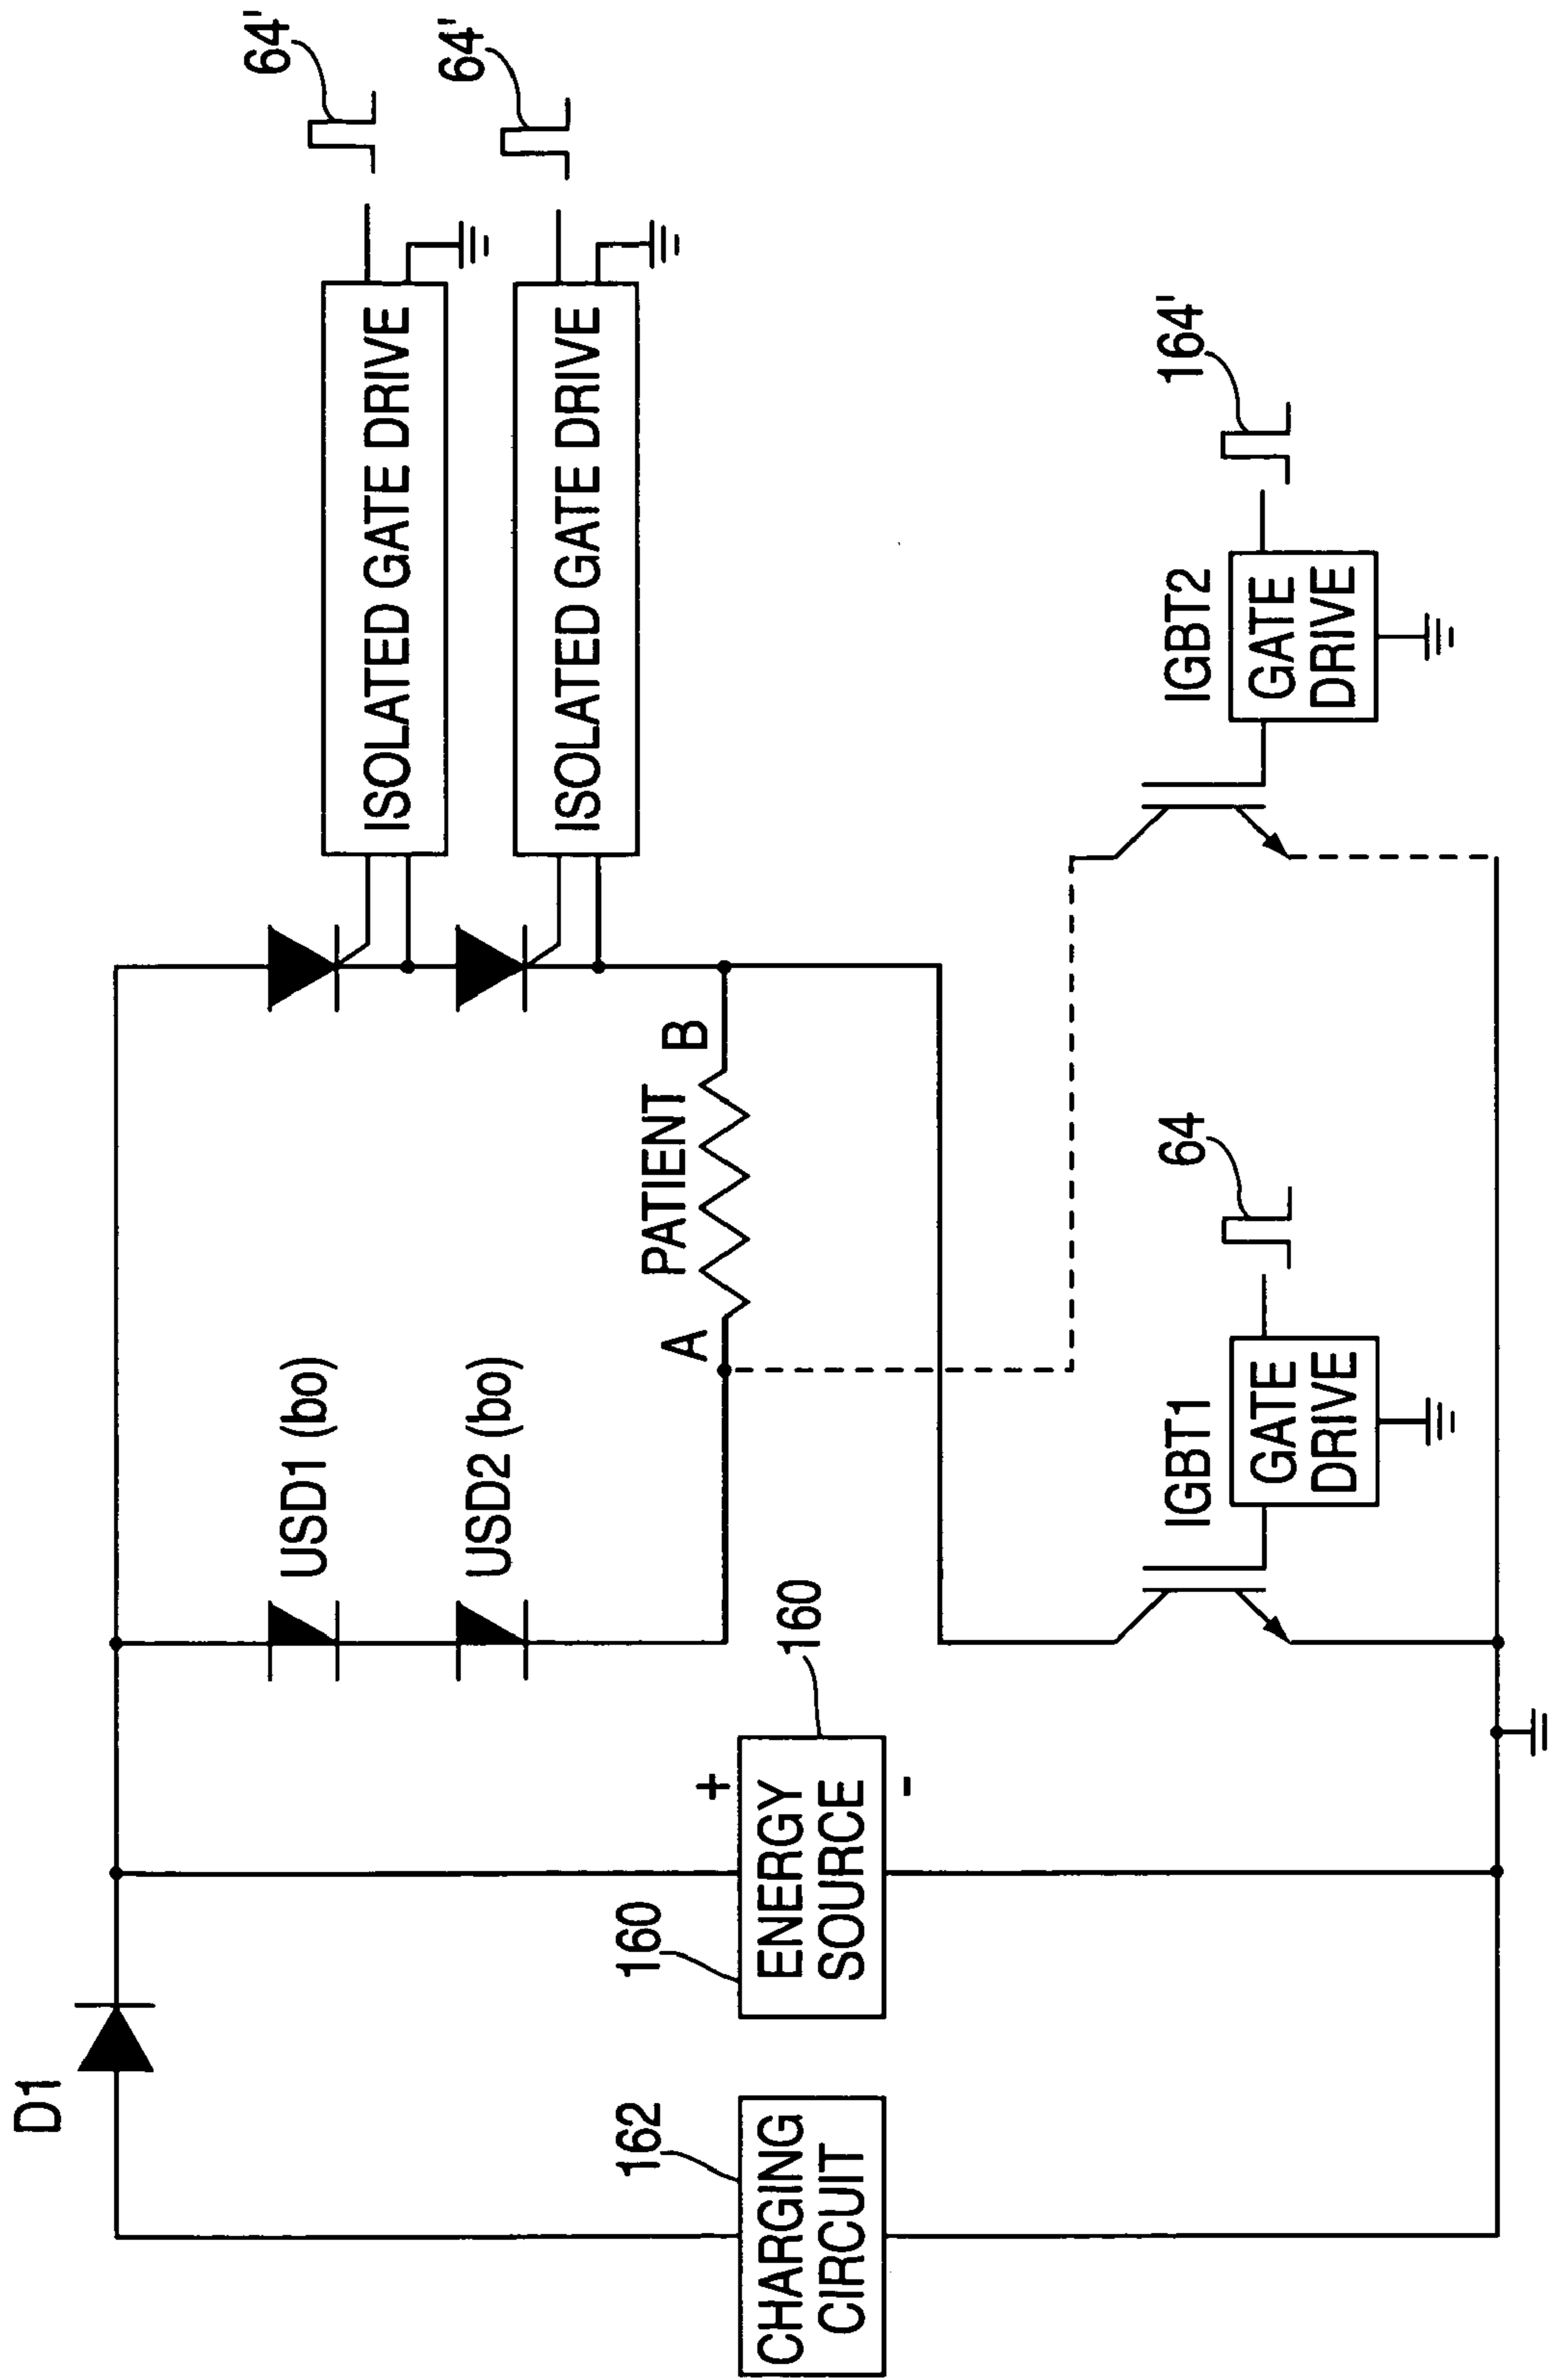 D1
USD1 (bo)
USD2 (bo)
64'
64'
ISOLATED GATE DRIVE
ISOLATED GATE DRIVE
A
PATIENT
B
162
CHARGING
CIRCUIT
160
160
ENERGY
SOURCE
+
-
IGBT1
GATE
DRIVE
64
IGBT2
GATE
DRIVE
164'